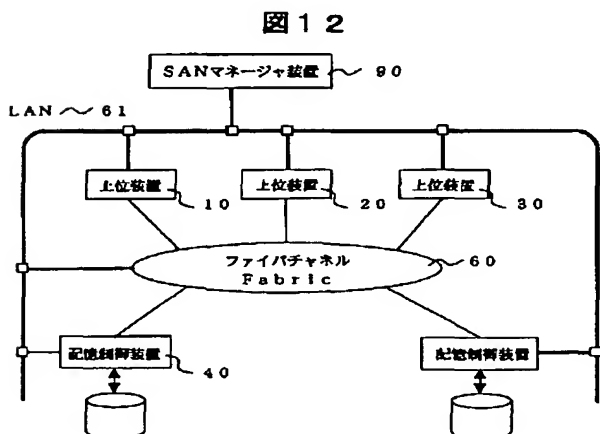 図12
SANマネージャ装置 90
LAN 61
上位装置 10
上位装置 20
上位装置 30
ファイバチャネル
Fabric
60
記憶制御装置 40
記憶制御装置